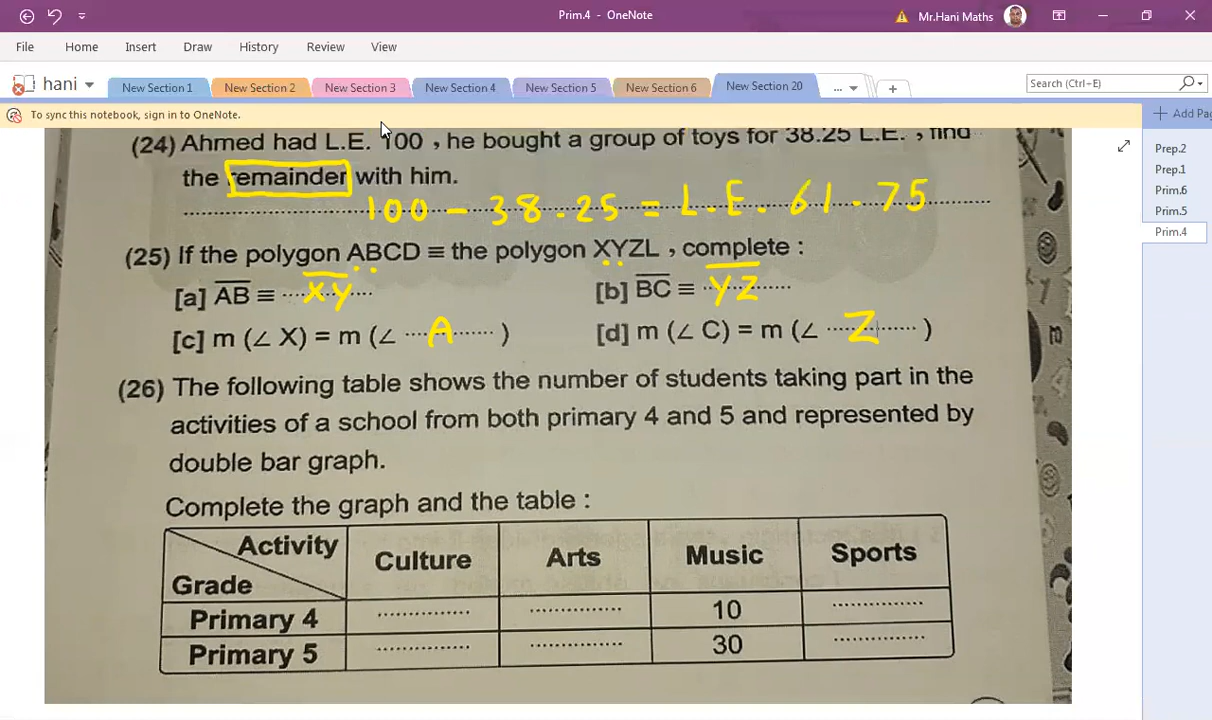 Prim.4 - OneNote
Mr.Hani Maths
File Home Insert Draw History Review View
hani
New Section 1 New Section 2 New Section 3 New Section 4 New Section 5 New Section 6 New Section 20 ... +
Search (Ctrl+E)
To sync this notebook, sign in to OneNote.
+ Add Pag
Prep.2
Prep.1
Prim.6
Prim.5
Prim.4
(24) Ahmed had L.E. 100 , he bought a group of toys for 38.25 L.E. , find
the remainder with him.
100 - 38.25 = L.E. 61.75
(25) If the polygon ABCD ≡ the polygon XYZL , complete :
[a] A̅B̅ ≡ ····X̅Y̅···· [b] B̅C̅ ≡ ····Y̅Z̅····
[c] m (∠ X) = m (∠ ····A···· ) [d] m (∠ C) = m (∠ ····Z···· )
(26) The following table shows the number of students taking part in the
activities of a school from both primary 4 and 5 and represented by
double bar graph.
Complete the graph and the table :
Activity
Grade
Culture Arts Music Sports
Primary 4 ············ ············ 10 ············
Primary 5 ············ ············ 30 ············